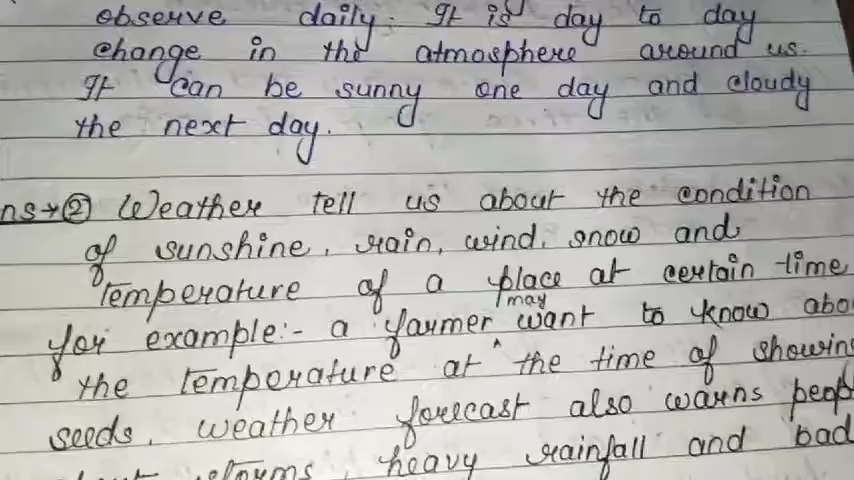 observe daily. It is day to day
change in the atmosphere around us.
It can be sunny one day and cloudy
the next day.
ns→② Weather tell us about the condition
of sunshine, rain, wind, snow and
temperature of a place at certain time
may
for example:- a farmer ^ want to know abo
the temperature at the time of showin
seeds. weather forecast also warns peop
storms, heavy rainfall and bad